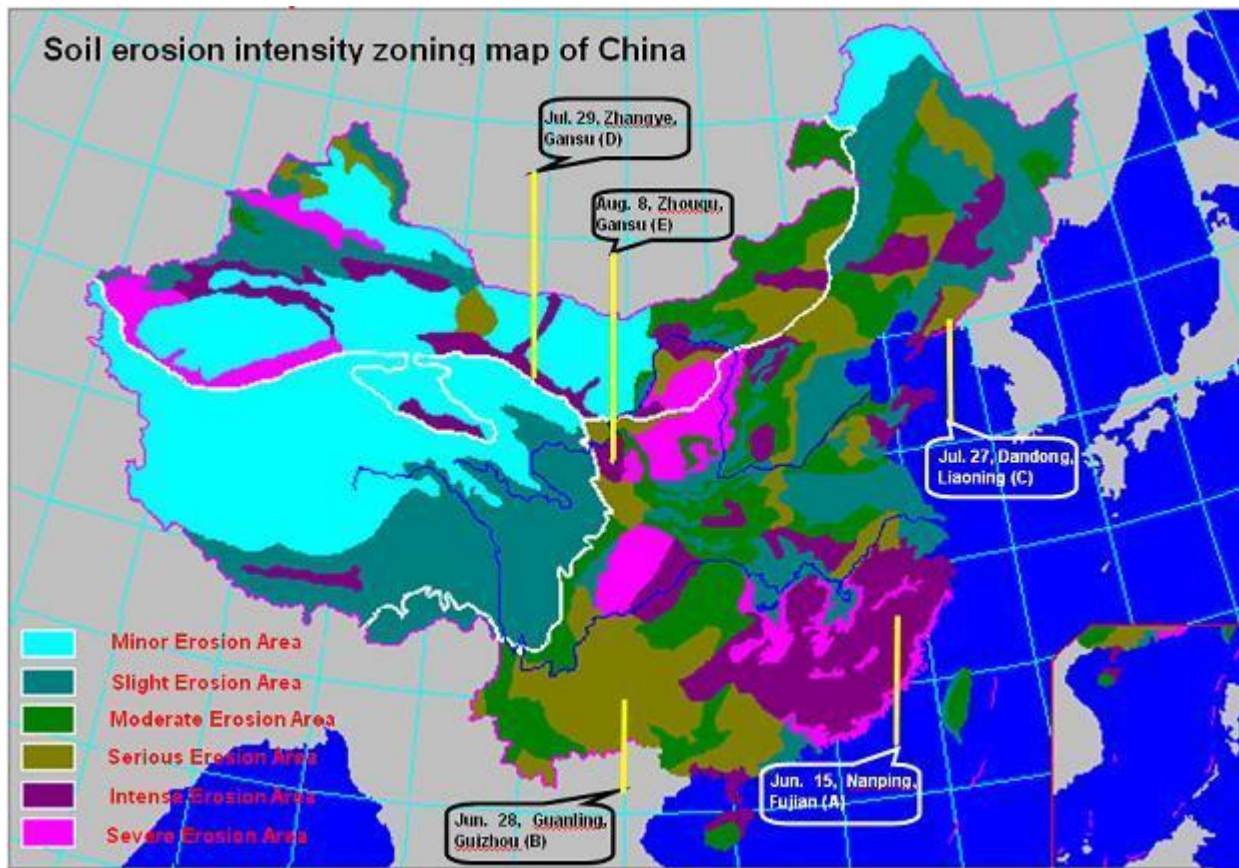 Soil erosion intensity zoning map of China
Jul. 29, Zhangye,
Gansu (D)
Aug. 8, Zhouqu,
Gansu (E)
Jul. 27, Dandong,
Liaoning (C)
Minor Erosion Area
Slight Erosion Area
Moderate Erosion Area
Serious Erosion Area
Intense Erosion Area
Severe Erosion Area
Jun. 15, Nanping,
Fujian (A)
Jun. 28, Guanling,
Guizhou (B)